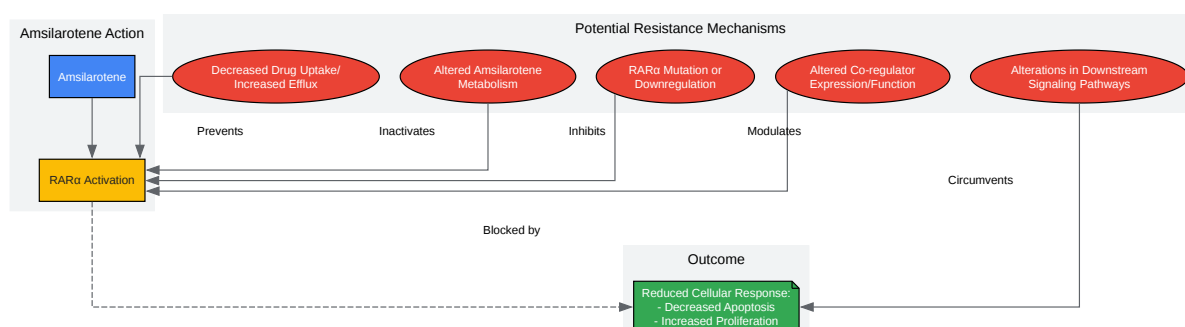 Amsilarotene Action
Amsilarotene
RARα Activation
Potential Resistance Mechanisms
Decreased Drug Uptake/
Increased Efflux
Altered Amsilarotene
Metabolism
RARα Mutation or
Downregulation
Altered Co-regulator
Expression/Function
Alterations in Downstream
Signaling Pathways
Prevents
Inactivates
Inhibits
Modulates
Circumvents
Blocked by
Outcome
Reduced Cellular Response:
- Decreased Apoptosis
- Increased Proliferation